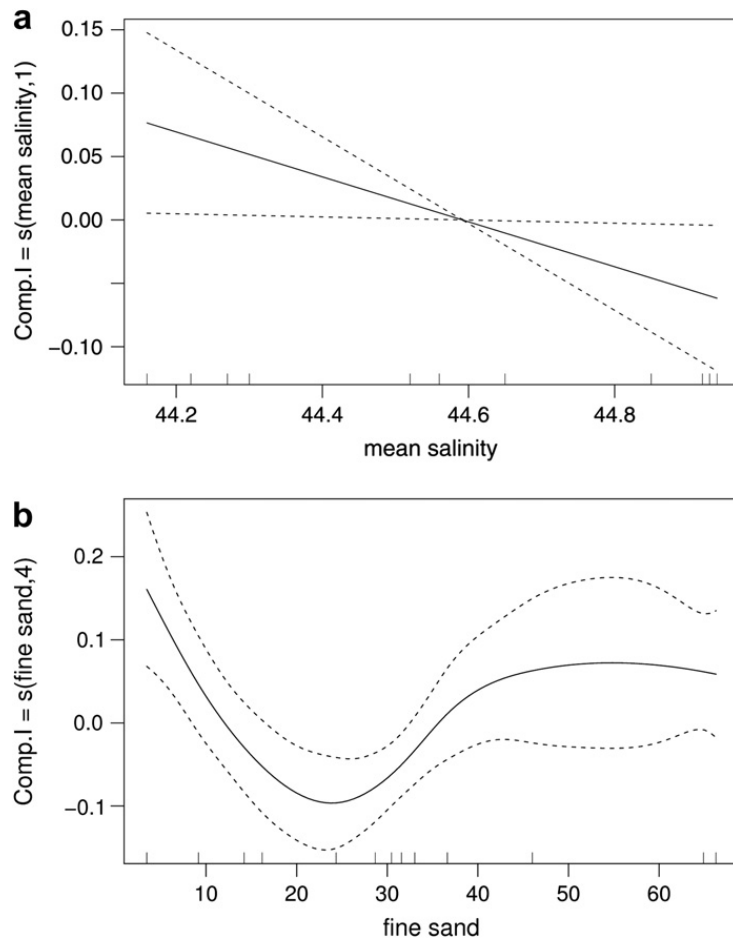 a
Comp.I = s(mean salinity,1)
0.15
0.10
0.05
0.00
−0.10
44.2 44.4 44.6 44.8
mean salinity
b
Comp.I = s(fine sand,4)
0.2
0.1
0.0
−0.1
10 20 30 40 50 60
fine sand